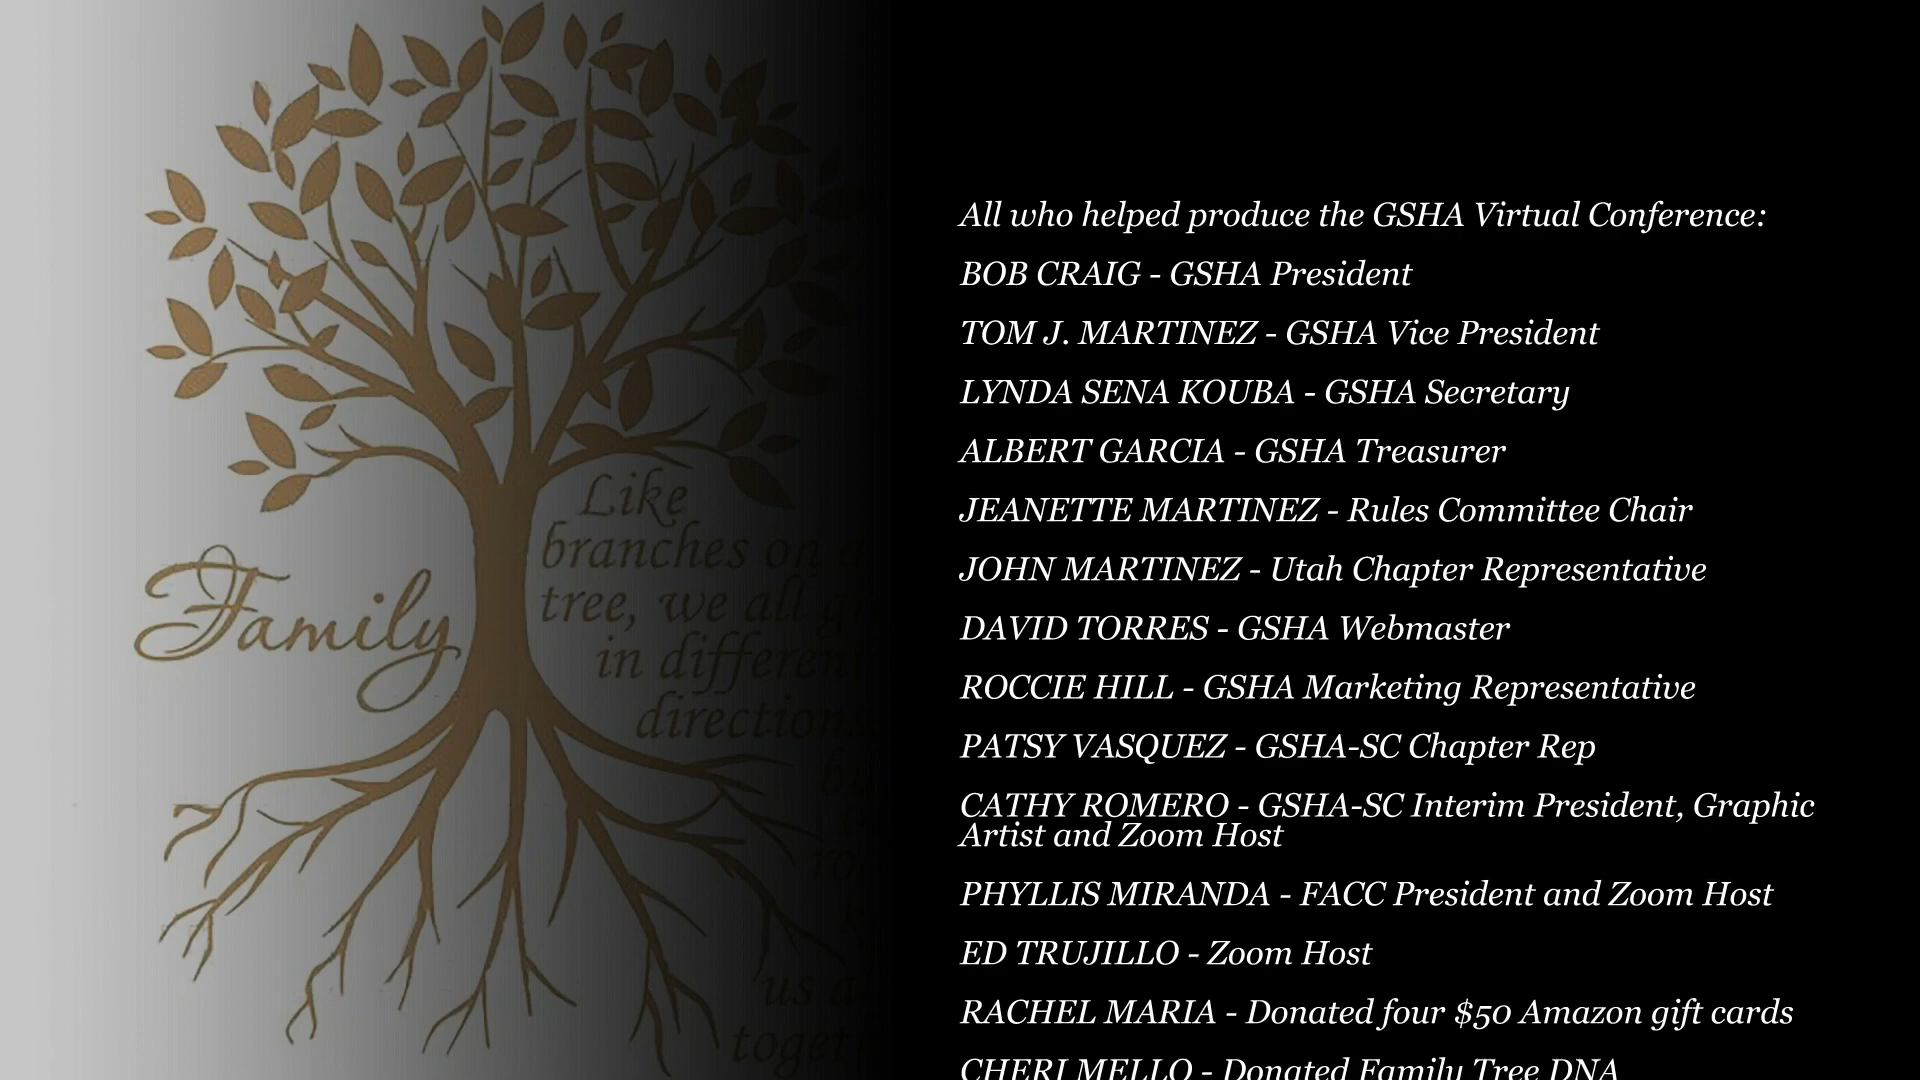 Family
Like
branches on a
tree, we all
in different
directions
us a
All who helped produce the GSHA Virtual Conference:
BOB CRAIG - GSHA President
TOM J. MARTINEZ - GSHA Vice President
LYNDA SENA KOUBA - GSHA Secretary
ALBERT GARCIA - GSHA Treasurer
JEANETTE MARTINEZ - Rules Committee Chair
JOHN MARTINEZ - Utah Chapter Representative
DAVID TORRES - GSHA Webmaster
ROCCIE HILL - GSHA Marketing Representative
PATSY VASQUEZ - GSHA-SC Chapter Rep
CATHY ROMERO - GSHA-SC Interim President, Graphic
Artist and Zoom Host
PHYLLIS MIRANDA - FACC President and Zoom Host
ED TRUJILLO - Zoom Host
RACHEL MARIA - Donated four $50 Amazon gift cards
CHERI MELLO - Donated Family Tree DNA